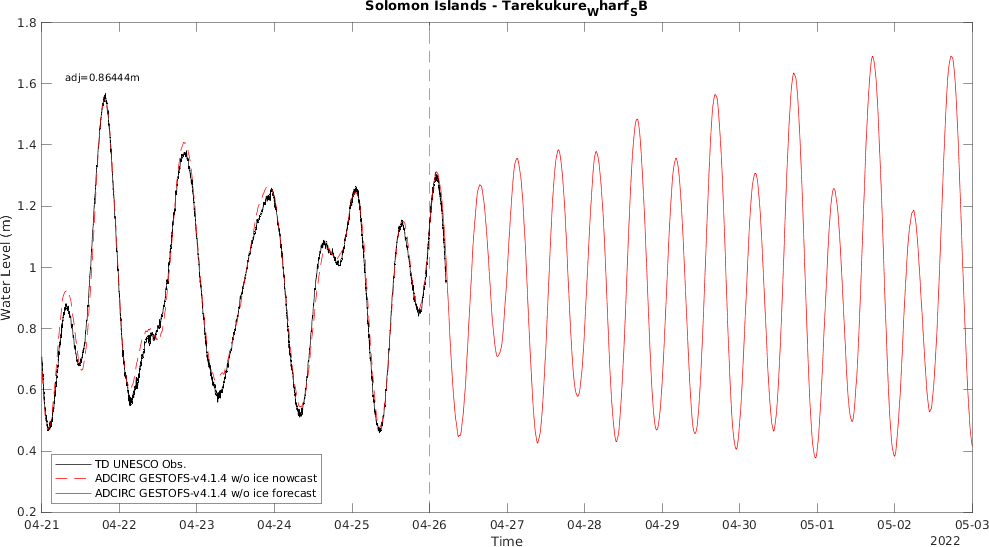 Solomon Islands - TarekukureWharfSB
1.8
1.6
1.4
1.2
1
0.8
0.6
0.4
0.2
Water Level (m)
adj=0.86444m
TD UNESCO Obs.
ADCIRC GESTOFS-v4.1.4 w/o ice nowcast
ADCIRC GESTOFS-v4.1.4 w/o ice forecast
04-21 04-22 04-23 04-24 04-25 04-26 04-27 04-28 04-29 04-30 05-01 05-02 05-03
Time
2022